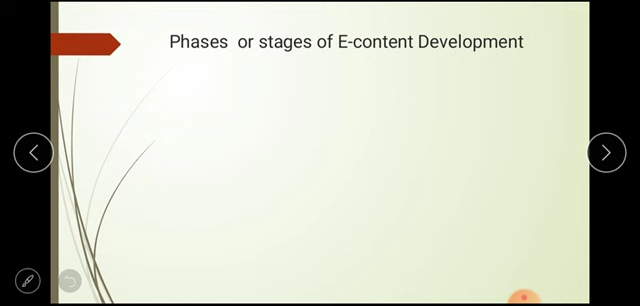 Phases or stages of E-content Development